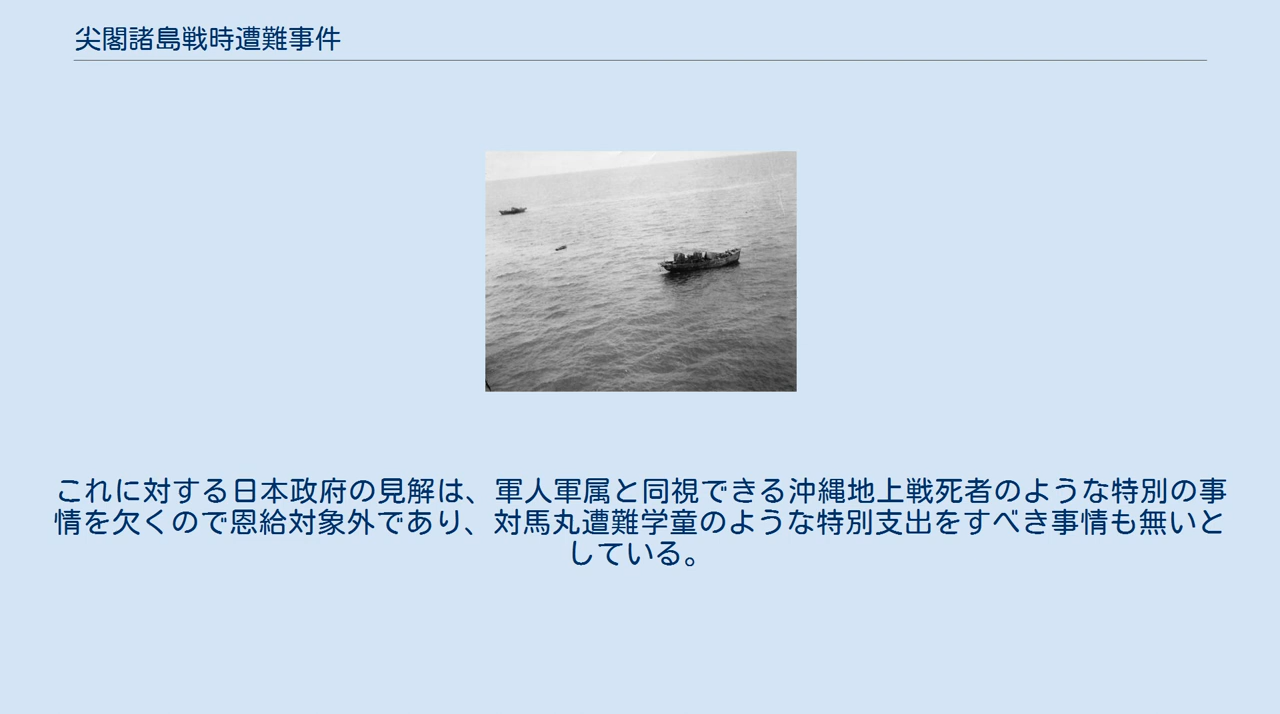 尖閣諸島戦時遭難事件
これに対する日本政府の見解は、軍人軍属と同視できる沖縄地上戦死者のような特別の事
情を欠くので恩給対象外であり、対馬丸遭難学童のような特別支出をすべき事情も無いと
している。